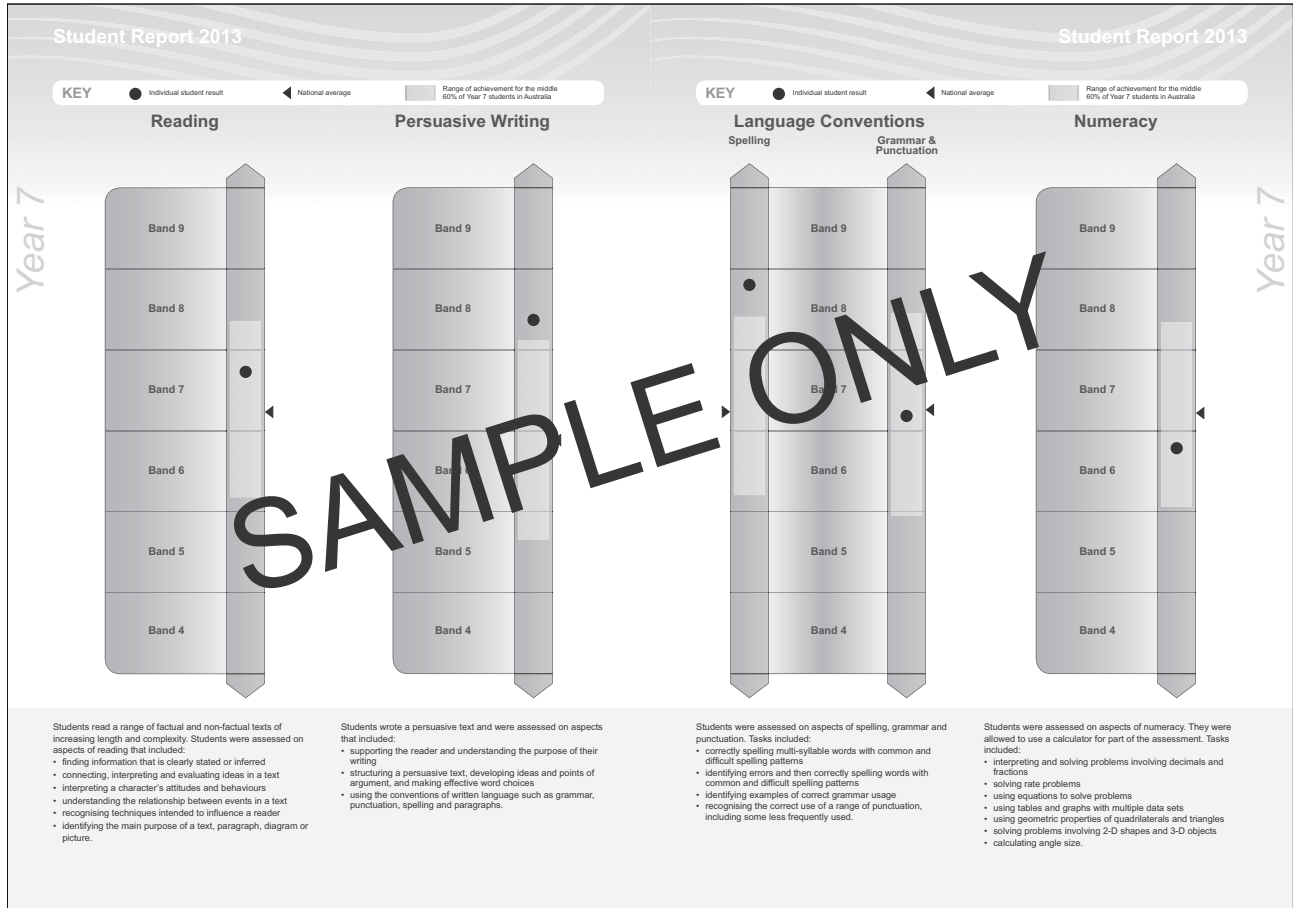 Student Report 2013
Student Report 2013
KEY
Individual student result
National average
Range of achievement for the middle
60% of Year 7 students in Australia
KEY
Individual student result
National average
Range of achievement for the middle
60% of Year 7 students in Australia
Year 7
Reading
Band 9
Band 8
Band 7
Band 6
Band 5
Band 4
Persuasive Writing
Band 9
Band 8
Band 7
Band 6
Band 5
Band 4
Language Conventions
Spelling
Grammar &
Punctuation
Band 9
Band 8
Band 7
Band 6
Band 5
Band 4
Numeracy
Band 9
Band 8
Band 7
Band 6
Band 5
Band 4
Year 7
SAMPLE ONLY
Students read a range of factual and non-factual texts of
increasing length and complexity. Students were assessed on
aspects of reading that included:
• finding information that is clearly stated or inferred
• connecting, interpreting and evaluating ideas in a text
• interpreting a character's attitudes and behaviours
• understanding the relationship between events in a text
• recognising techniques intended to influence a reader
• identifying the main purpose of a text, paragraph, diagram or
picture.
Students wrote a persuasive text and were assessed on aspects
that included:
• supporting the reader and understanding the purpose of their
writing
• structuring a persuasive text, developing ideas and points of
argument, and making effective word choices
• using the conventions of written language such as grammar,
punctuation, spelling and paragraphs.
Students were assessed on aspects of spelling, grammar and
punctuation. Tasks included:
• correctly spelling multi-syllable words with common and
difficult spelling patterns
• identifying errors and then correctly spelling words with
common and difficult spelling patterns
• identifying examples of correct grammar usage
• recognising the correct use of a range of punctuation,
including some less frequently used.
Students were assessed on aspects of numeracy. They were
allowed to use a calculator for part of the assessment. Tasks
included:
• interpreting and solving problems involving decimals and
fractions
• solving rate problems
• using equations to solve problems
• using tables and graphs with multiple data sets
• using geometric properties of quadrilaterals and triangles
• solving problems involving 2-D shapes and 3-D objects
• calculating angle size.